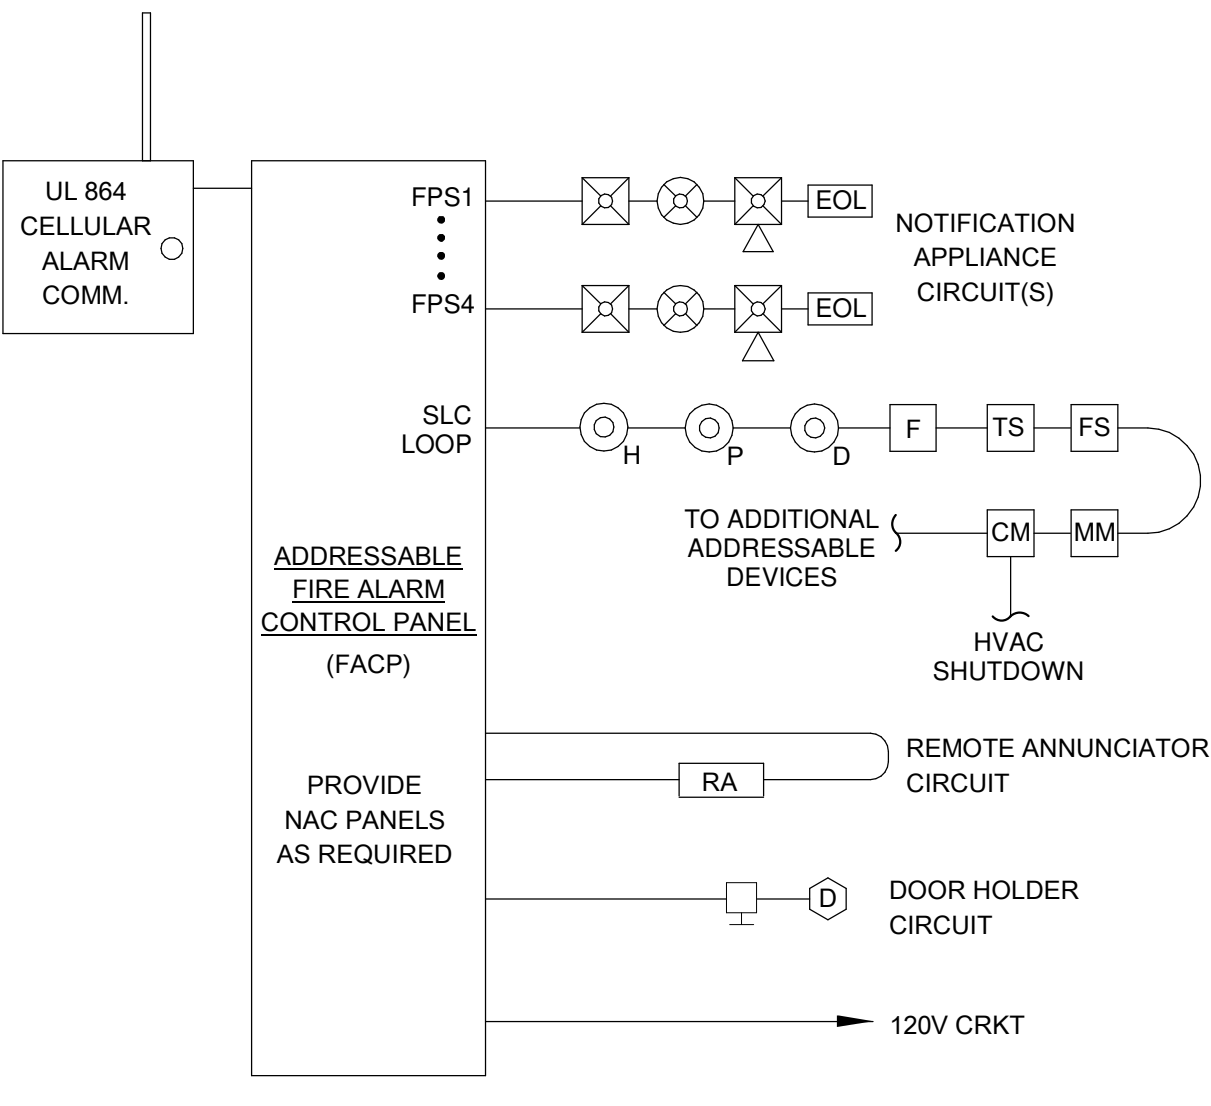 UL 864
CELLULAR
ALARM
COMM.
FPS1
EOL
NOTIFICATION
APPLIANCE
CIRCUIT(S)
FPS4
EOL
SLC
LOOP
H
P
D
F
TS
FS
TO ADDITIONAL
ADDRESSABLE
DEVICES
CM
MM
HVAC
SHUTDOWN
ADDRESSABLE
FIRE ALARM
CONTROL PANEL
(FACP)
REMOTE ANNUNCIATOR
CIRCUIT
RA
PROVIDE
NAC PANELS
AS REQUIRED
D
DOOR HOLDER
CIRCUIT
120V CRKT